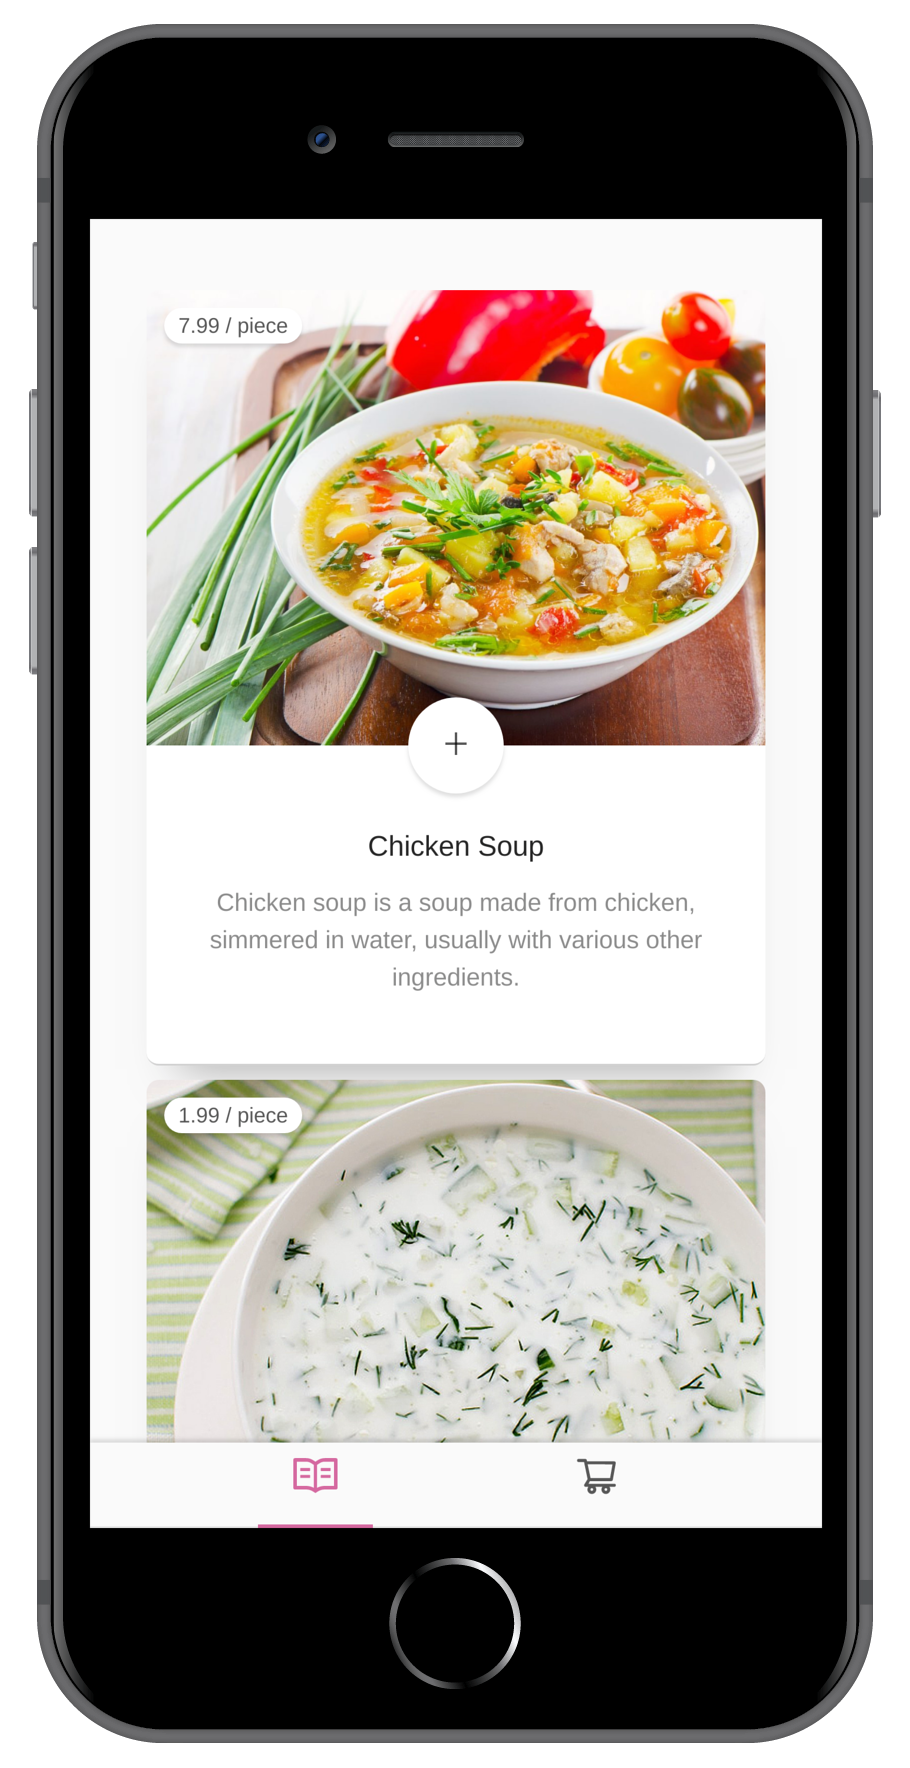 7.99 / piece
Chicken Soup
Chicken soup is a soup made from chicken,
simmered in water, usually with various other
ingredients.
1.99 / piece